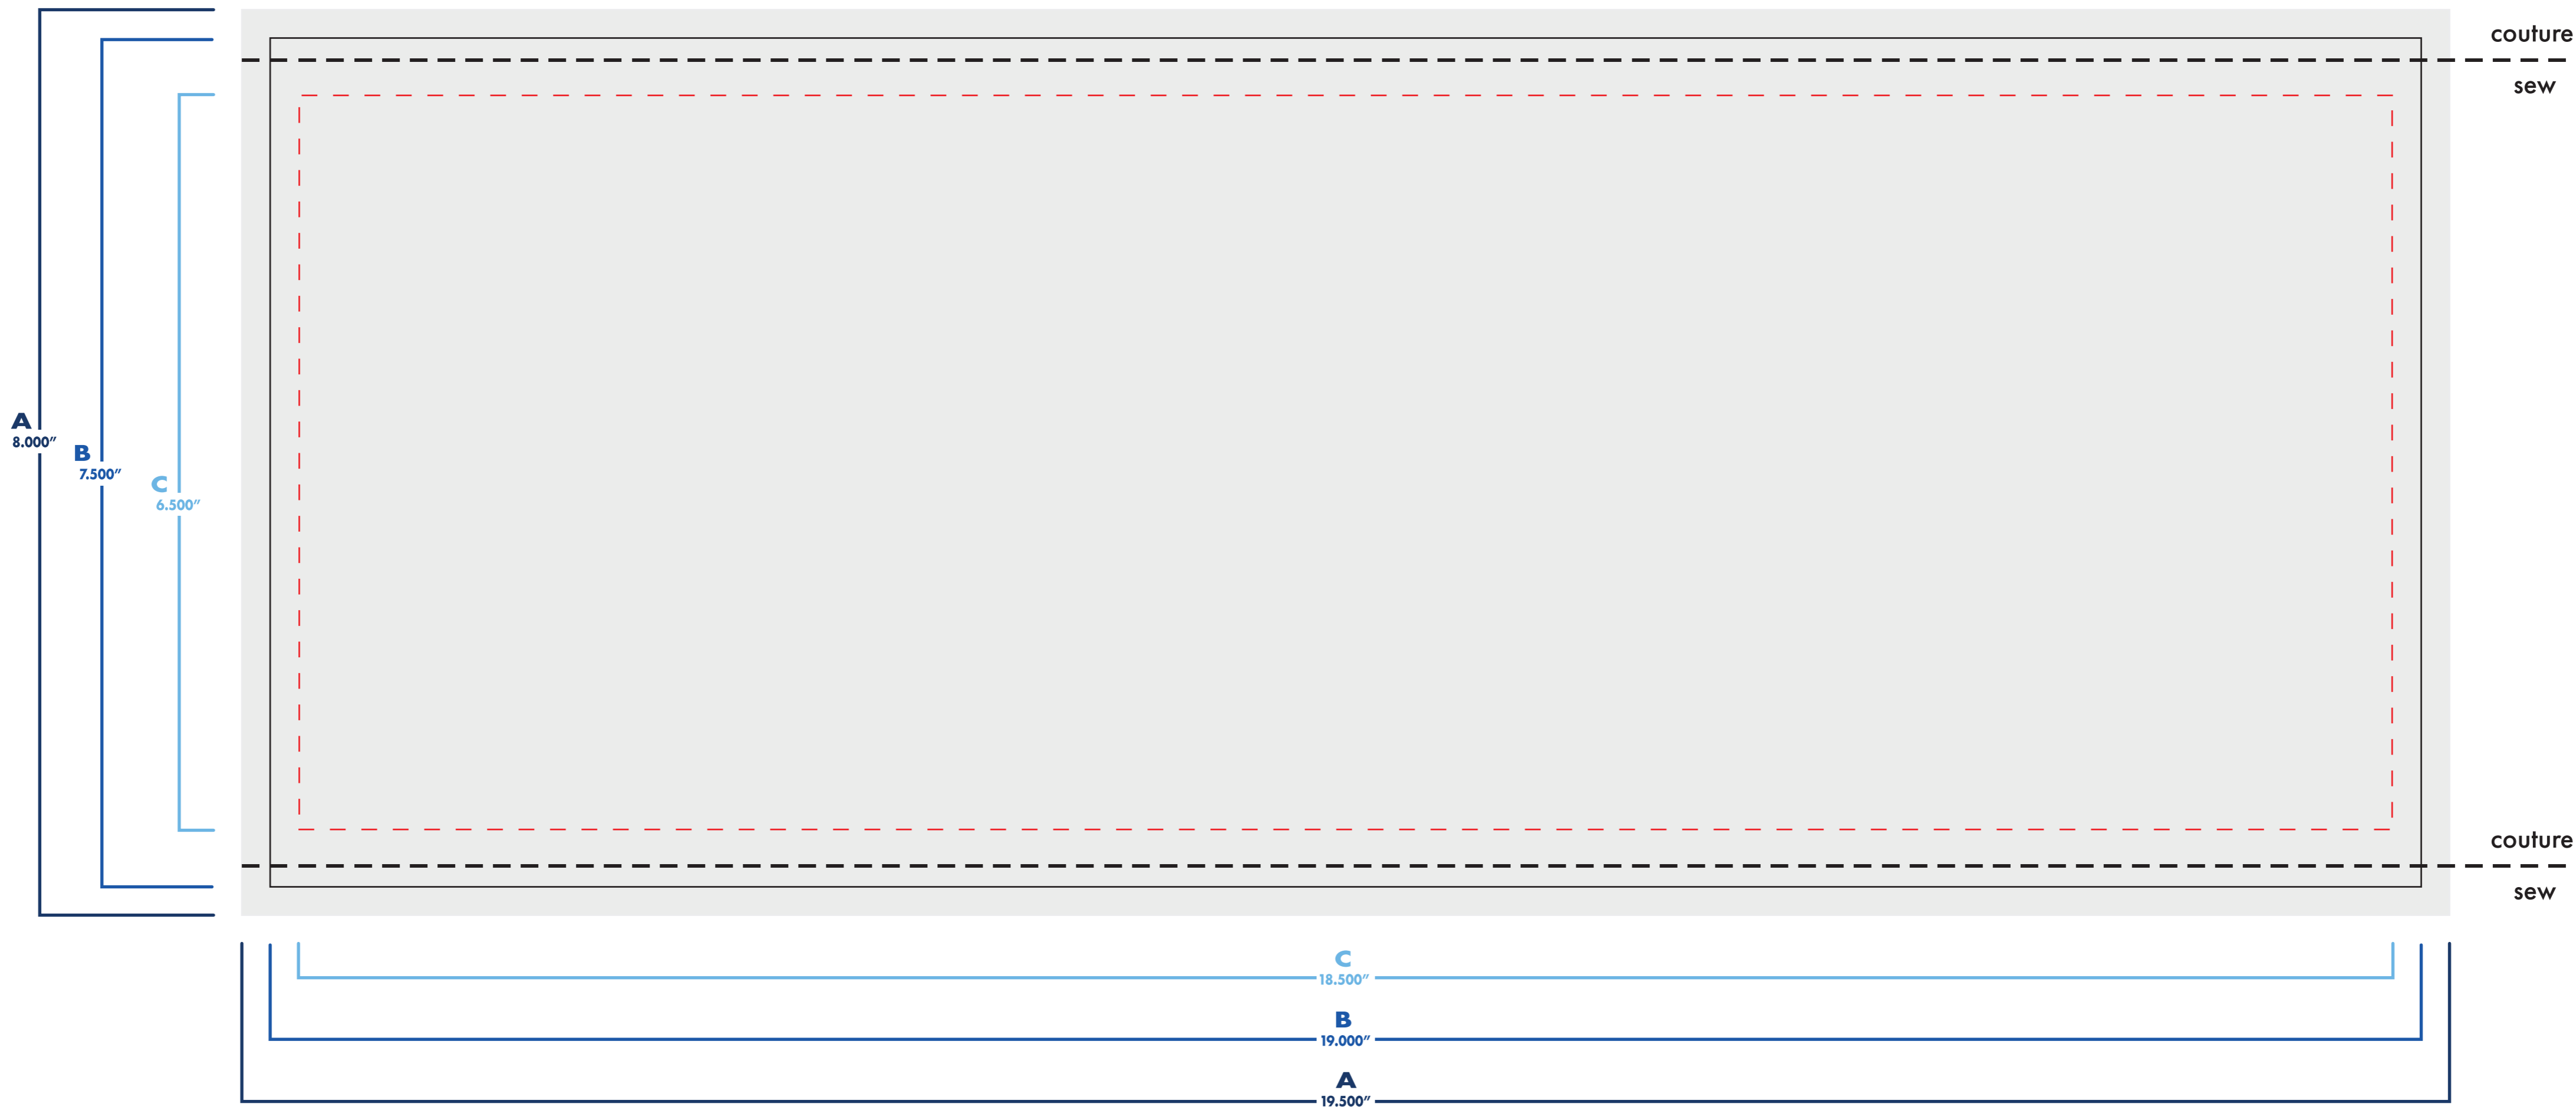 couture
sew
A
8.000”
B
7.500”
C
6.500”
couture
sew
C
18.500”
B
19.000”
A
19.500”